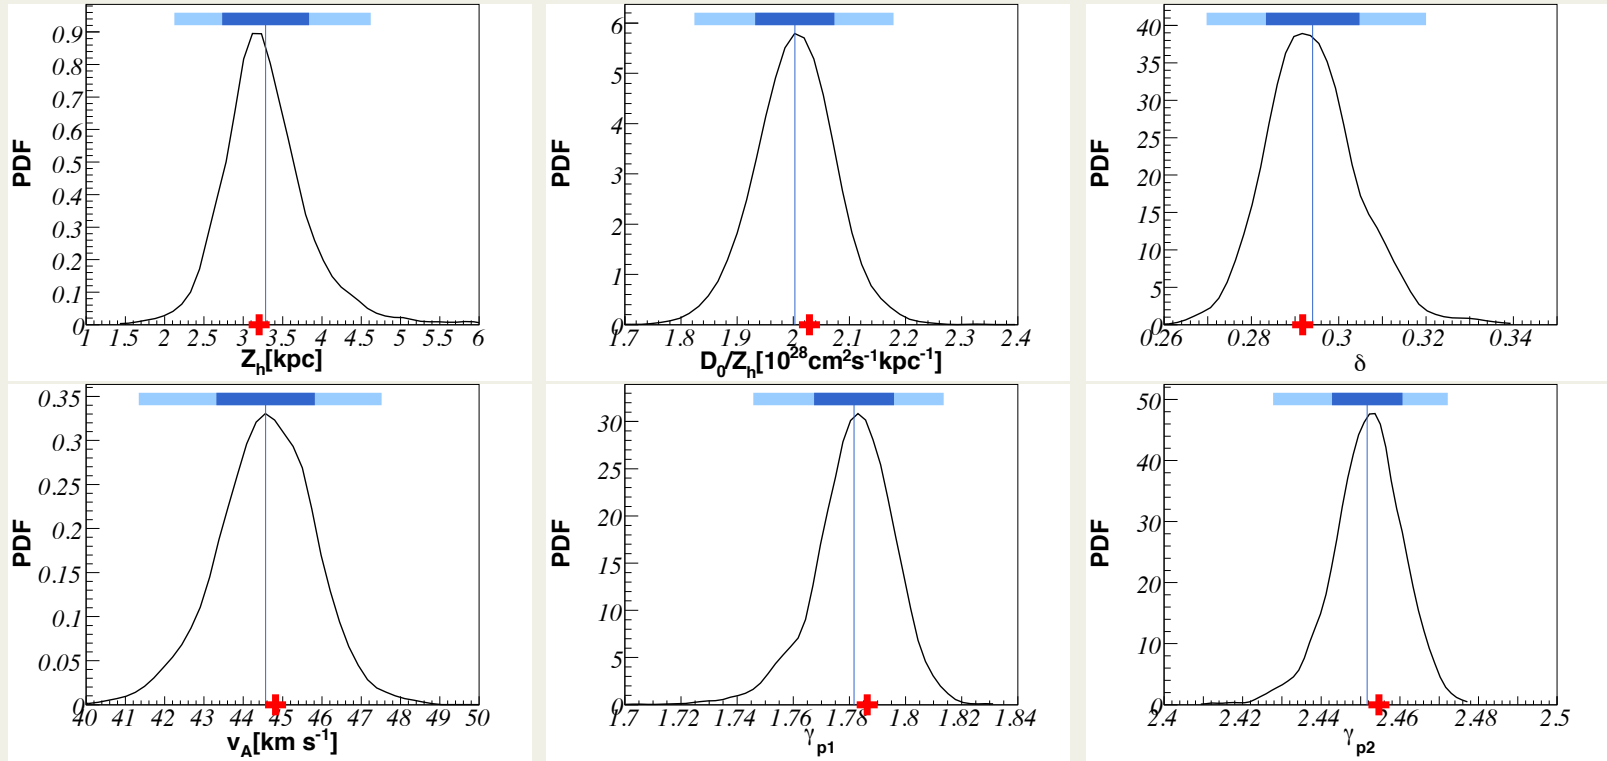 PDF
0.9
0.8
0.7
0.6
0.5
0.4
0.3
0.2
0.1
0
1 1.5 2 2.5 3 3.5 4 4.5 5 5.5 6
Zh[kpc]
PDF
6
5
4
3
2
1
0
1.7 1.8 1.9 2 2.1 2.2 2.3 2.4
D0/Zh[10²⁸cm²s⁻¹kpc⁻¹]
PDF
40
35
30
25
20
15
10
5
0
0.26 0.28 0.3 0.32 0.34
δ
PDF
0.35
0.3
0.25
0.2
0.15
0.1
0.05
0
40 41 42 43 44 45 46 47 48 49 50
vA[km s⁻¹]
PDF
30
25
20
15
10
5
0
1.7 1.72 1.74 1.76 1.78 1.8 1.82 1.84
γp1
PDF
50
40
30
20
10
0
2.4 2.42 2.44 2.46 2.48 2.5
γp2